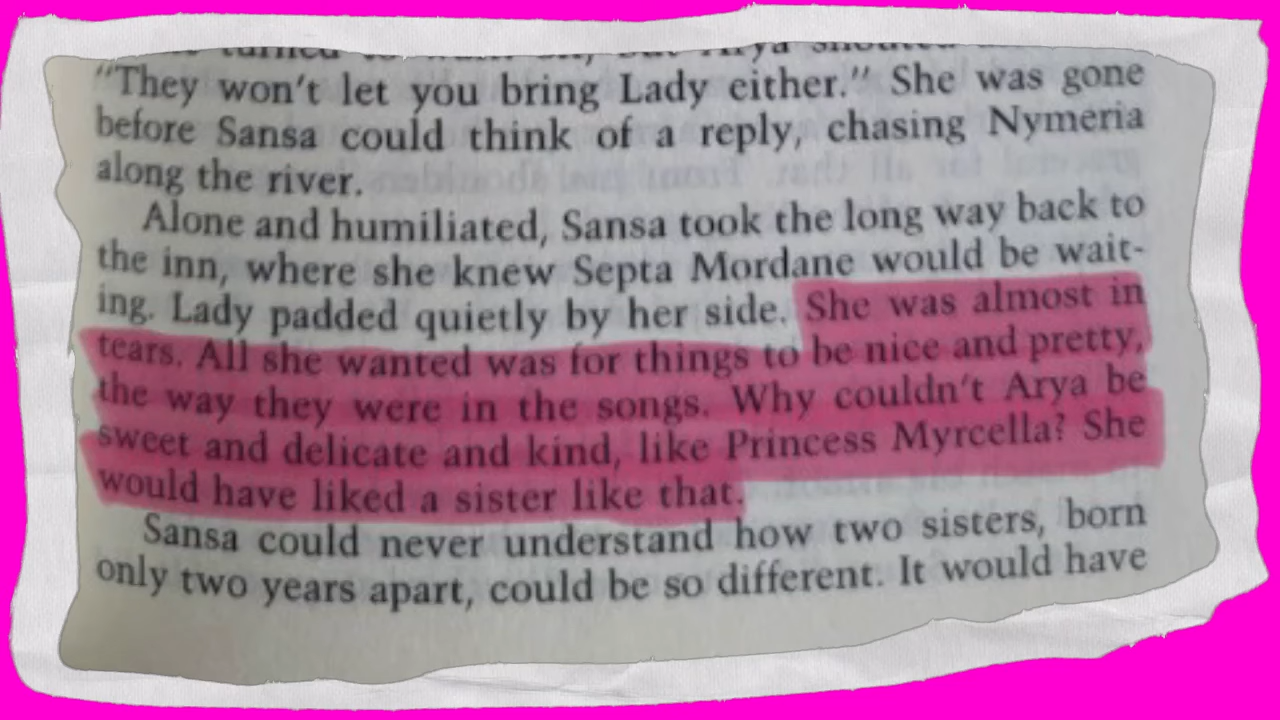 turned
"They won't let you bring Lady either." She was gone
before Sansa could think of a reply, chasing Nymeria
along the river.
Alone and humiliated, Sansa took the long way back to
the inn, where she knew Septa Mordane would be wait-
ing. Lady padded quietly by her side. She was almost in
tears. All she wanted was for things to be nice and pretty,
the way they were in the songs. Why couldn't Arya be
sweet and delicate and kind, like Princess Myrcella? She
would have liked a sister like that.
Sansa could never understand how two sisters, born
only two years apart, could be so different. It would have